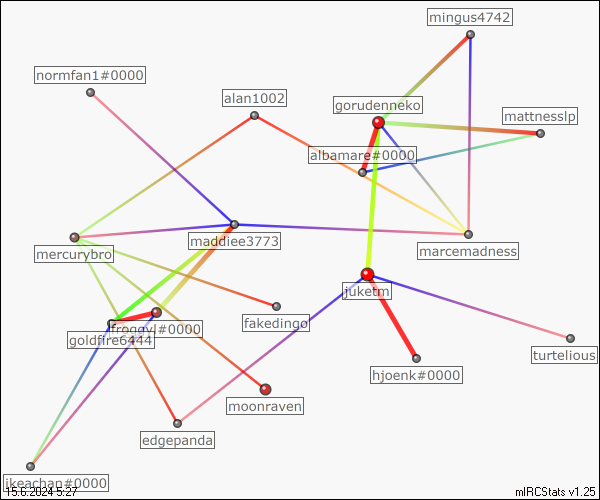 mingus4742
normfan1#0000
alan1002
gorudenneko
mattnesslp
albamare#0000
maddiee3773
mercurybro
marcemadness
juketm
fakedingo
froggyl#0000
goldfire6444
turtelious
hjoenk#0000
moonraven
edgepanda
ikeachan#0000
15.6.2024 5:27
mIRCStats v1.25